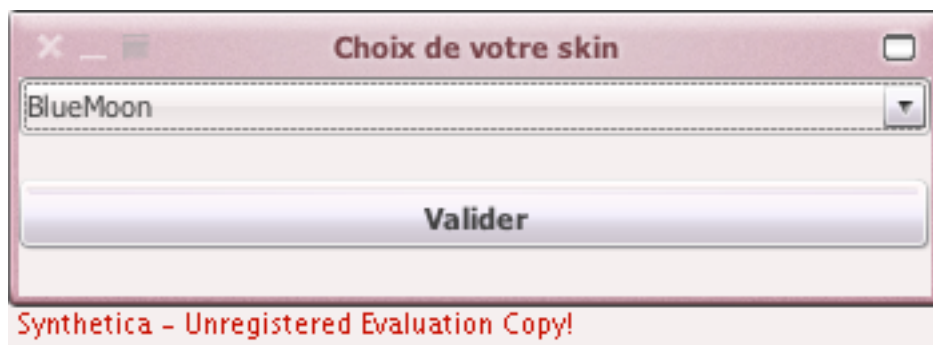 Choix de votre skin
BlueMoon
Valider
Synthetica - Unregistered Evaluation Copy!